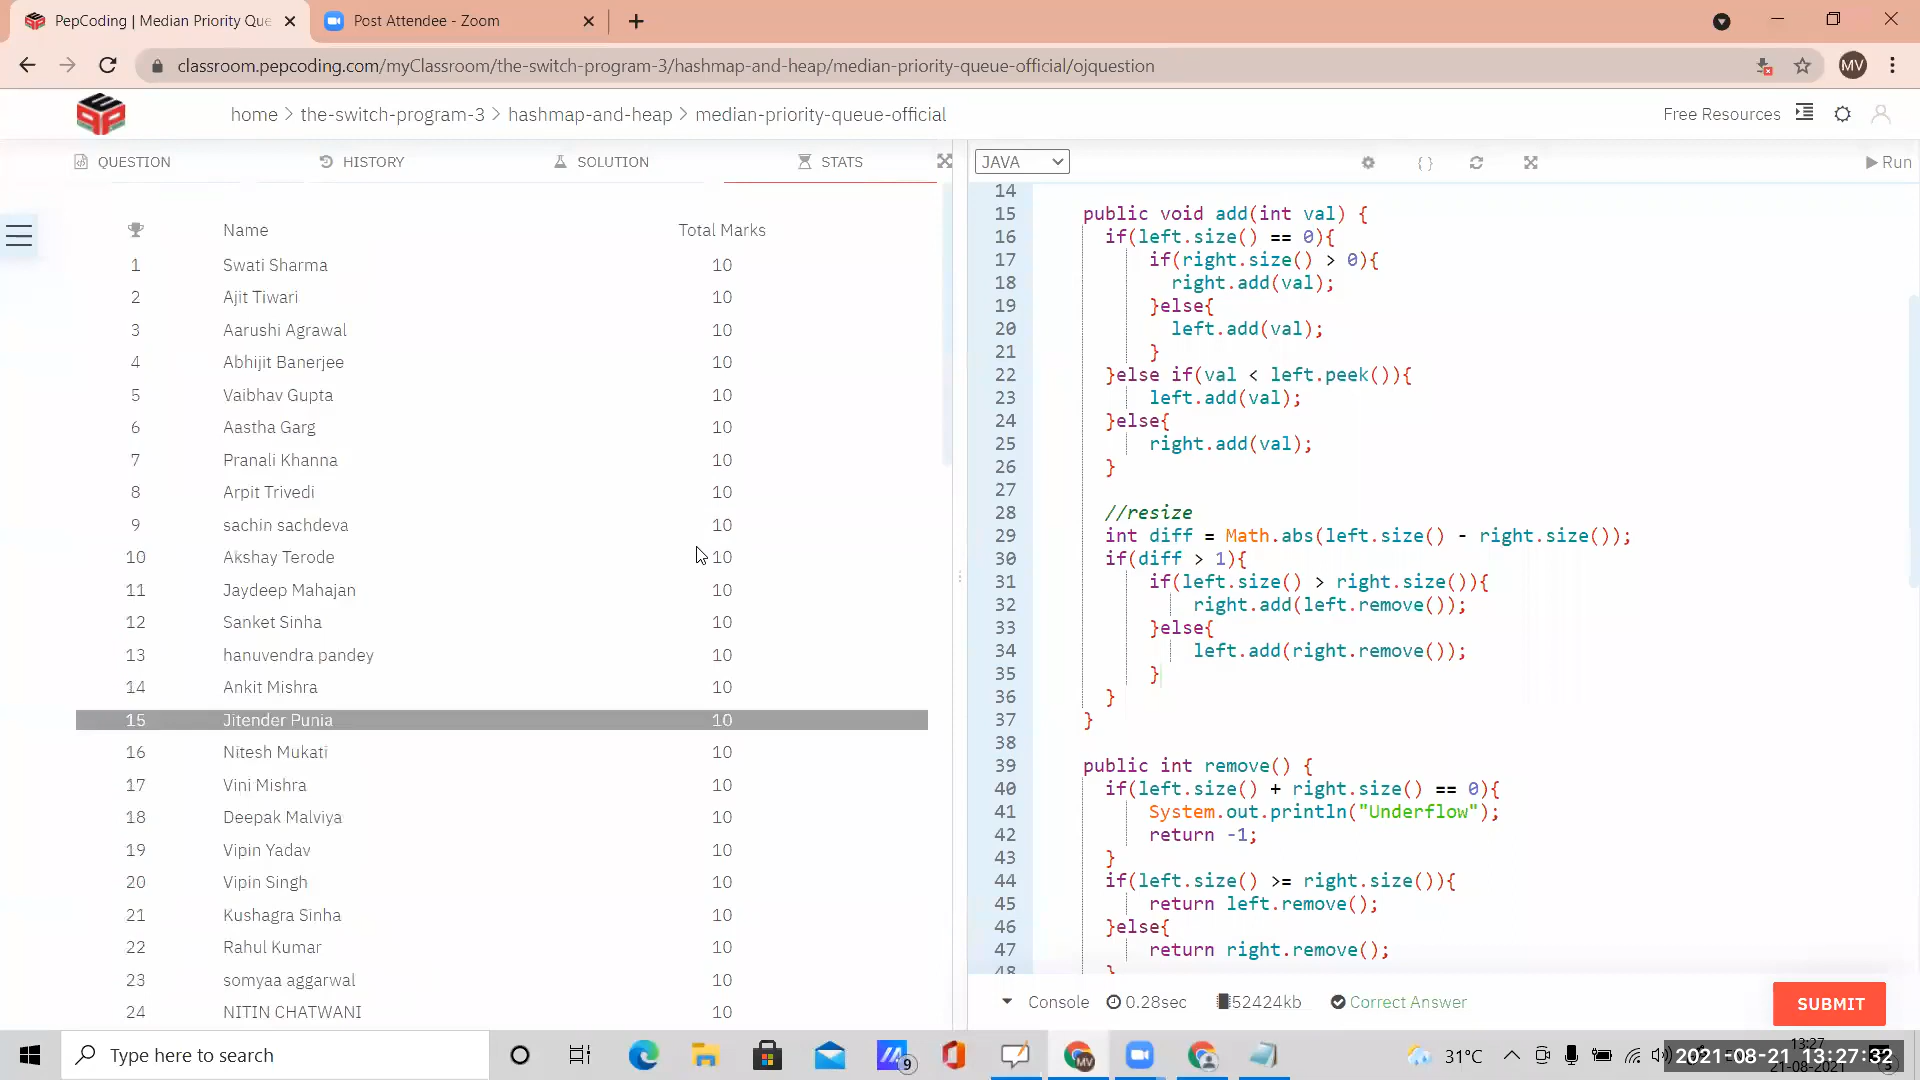 PepCoding | Median Priority Que
Post Attendee - Zoom
classroom.pepcoding.com/myClassroom/the-switch-program-3/hashmap-and-heap/median-priority-queue-official/ojquestion
MV
home > the-switch-program-3 > hashmap-and-heap > median-priority-queue-official
Free Resources
QUESTION
HISTORY
SOLUTION
STATS
Name Total Marks
1 Swati Sharma 10
2 Ajit Tiwari 10
3 Aarushi Agrawal 10
4 Abhijit Banerjee 10
5 Vaibhav Gupta 10
6 Aastha Garg 10
7 Pranali Khanna 10
8 Arpit Trivedi 10
9 sachin sachdeva 10
10 Akshay Terode 10
11 Jaydeep Mahajan 10
12 Sanket Sinha 10
13 hanuvendra pandey 10
14 Ankit Mishra 10
15 Jitender Punia 10
16 Nitesh Mukati 10
17 Vini Mishra 10
18 Deepak Malviya 10
19 Vipin Yadav 10
20 Vipin Singh 10
21 Kushagra Sinha 10
22 Rahul Kumar 10
23 somyaa aggarwal 10
24 NITIN CHATWANI 10
JAVA
{ }
Run
14
15 public void add(int val) {
16 if(left.size() == 0){
17 if(right.size() > 0){
18 right.add(val);
19 }else{
20 left.add(val);
21 }
22 }else if(val < left.peek()){
23 left.add(val);
24 }else{
25 right.add(val);
26 }
27
28 //resize
29 int diff = Math.abs(left.size() - right.size());
30 if(diff > 1){
31 if(left.size() > right.size()){
32 right.add(left.remove());
33 }else{
34 left.add(right.remove());
35 }
36 }
37 }
38
39 public int remove() {
40 if(left.size() + right.size() == 0){
41 System.out.println("Underflow");
42 return -1;
43 }
44 if(left.size() >= right.size()){
45 return left.remove();
46 }else{
47 return right.remove();
48 }
Console 0.28sec 52424kb Correct Answer
SUBMIT
Type here to search
9
MV
31°C
13:27
21-08-2021
2021-08-21 13:27:32